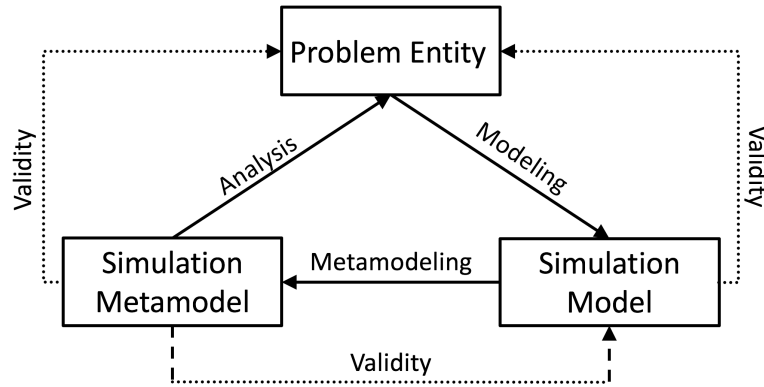 Problem Entity
Validity
Analysis
Modeling
Validity
Simulation
Metamodel
Metamodeling
Simulation
Model
Validity